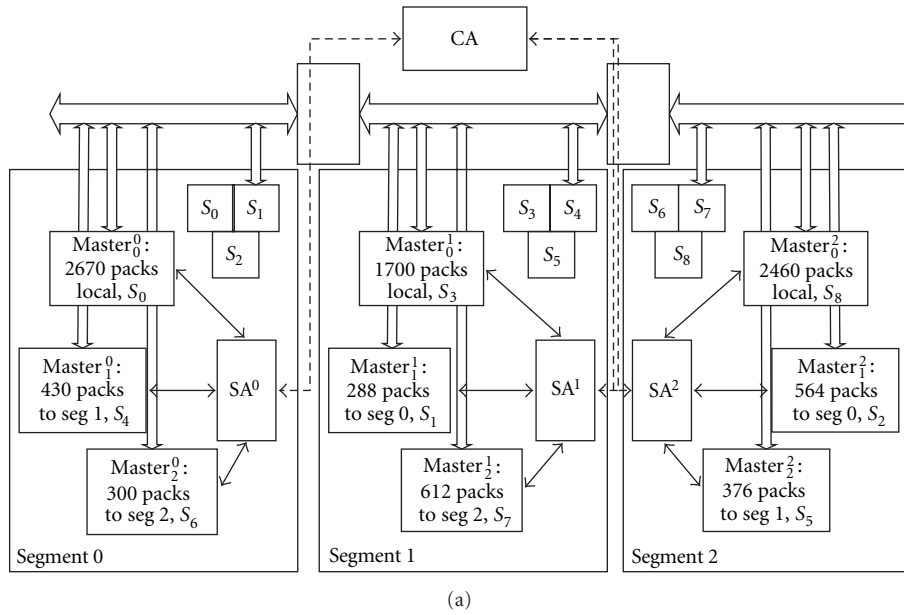 CA
S₀ S₁
S₂
Master⁰₀:
2670 packs
local, S₀
Master⁰₁:
430 packs
to seg 1, S₄
SA⁰
Master⁰₂:
300 packs
to seg 2, S₆
Segment 0
S₃ S₄
S₅
Master¹₀:
1700 packs
local, S₃
Master¹₁:
288 packs
to seg 0, S₁
SA¹
Master¹₂:
612 packs
to seg 2, S₇
Segment 1
S₆ S₇
S₈
Master²₀:
2460 packs
local, S₈
SA²
Master²₁:
564 packs
to seg 0, S₂
Master²₂:
376 packs
to seg 1, S₅
Segment 2
(a)